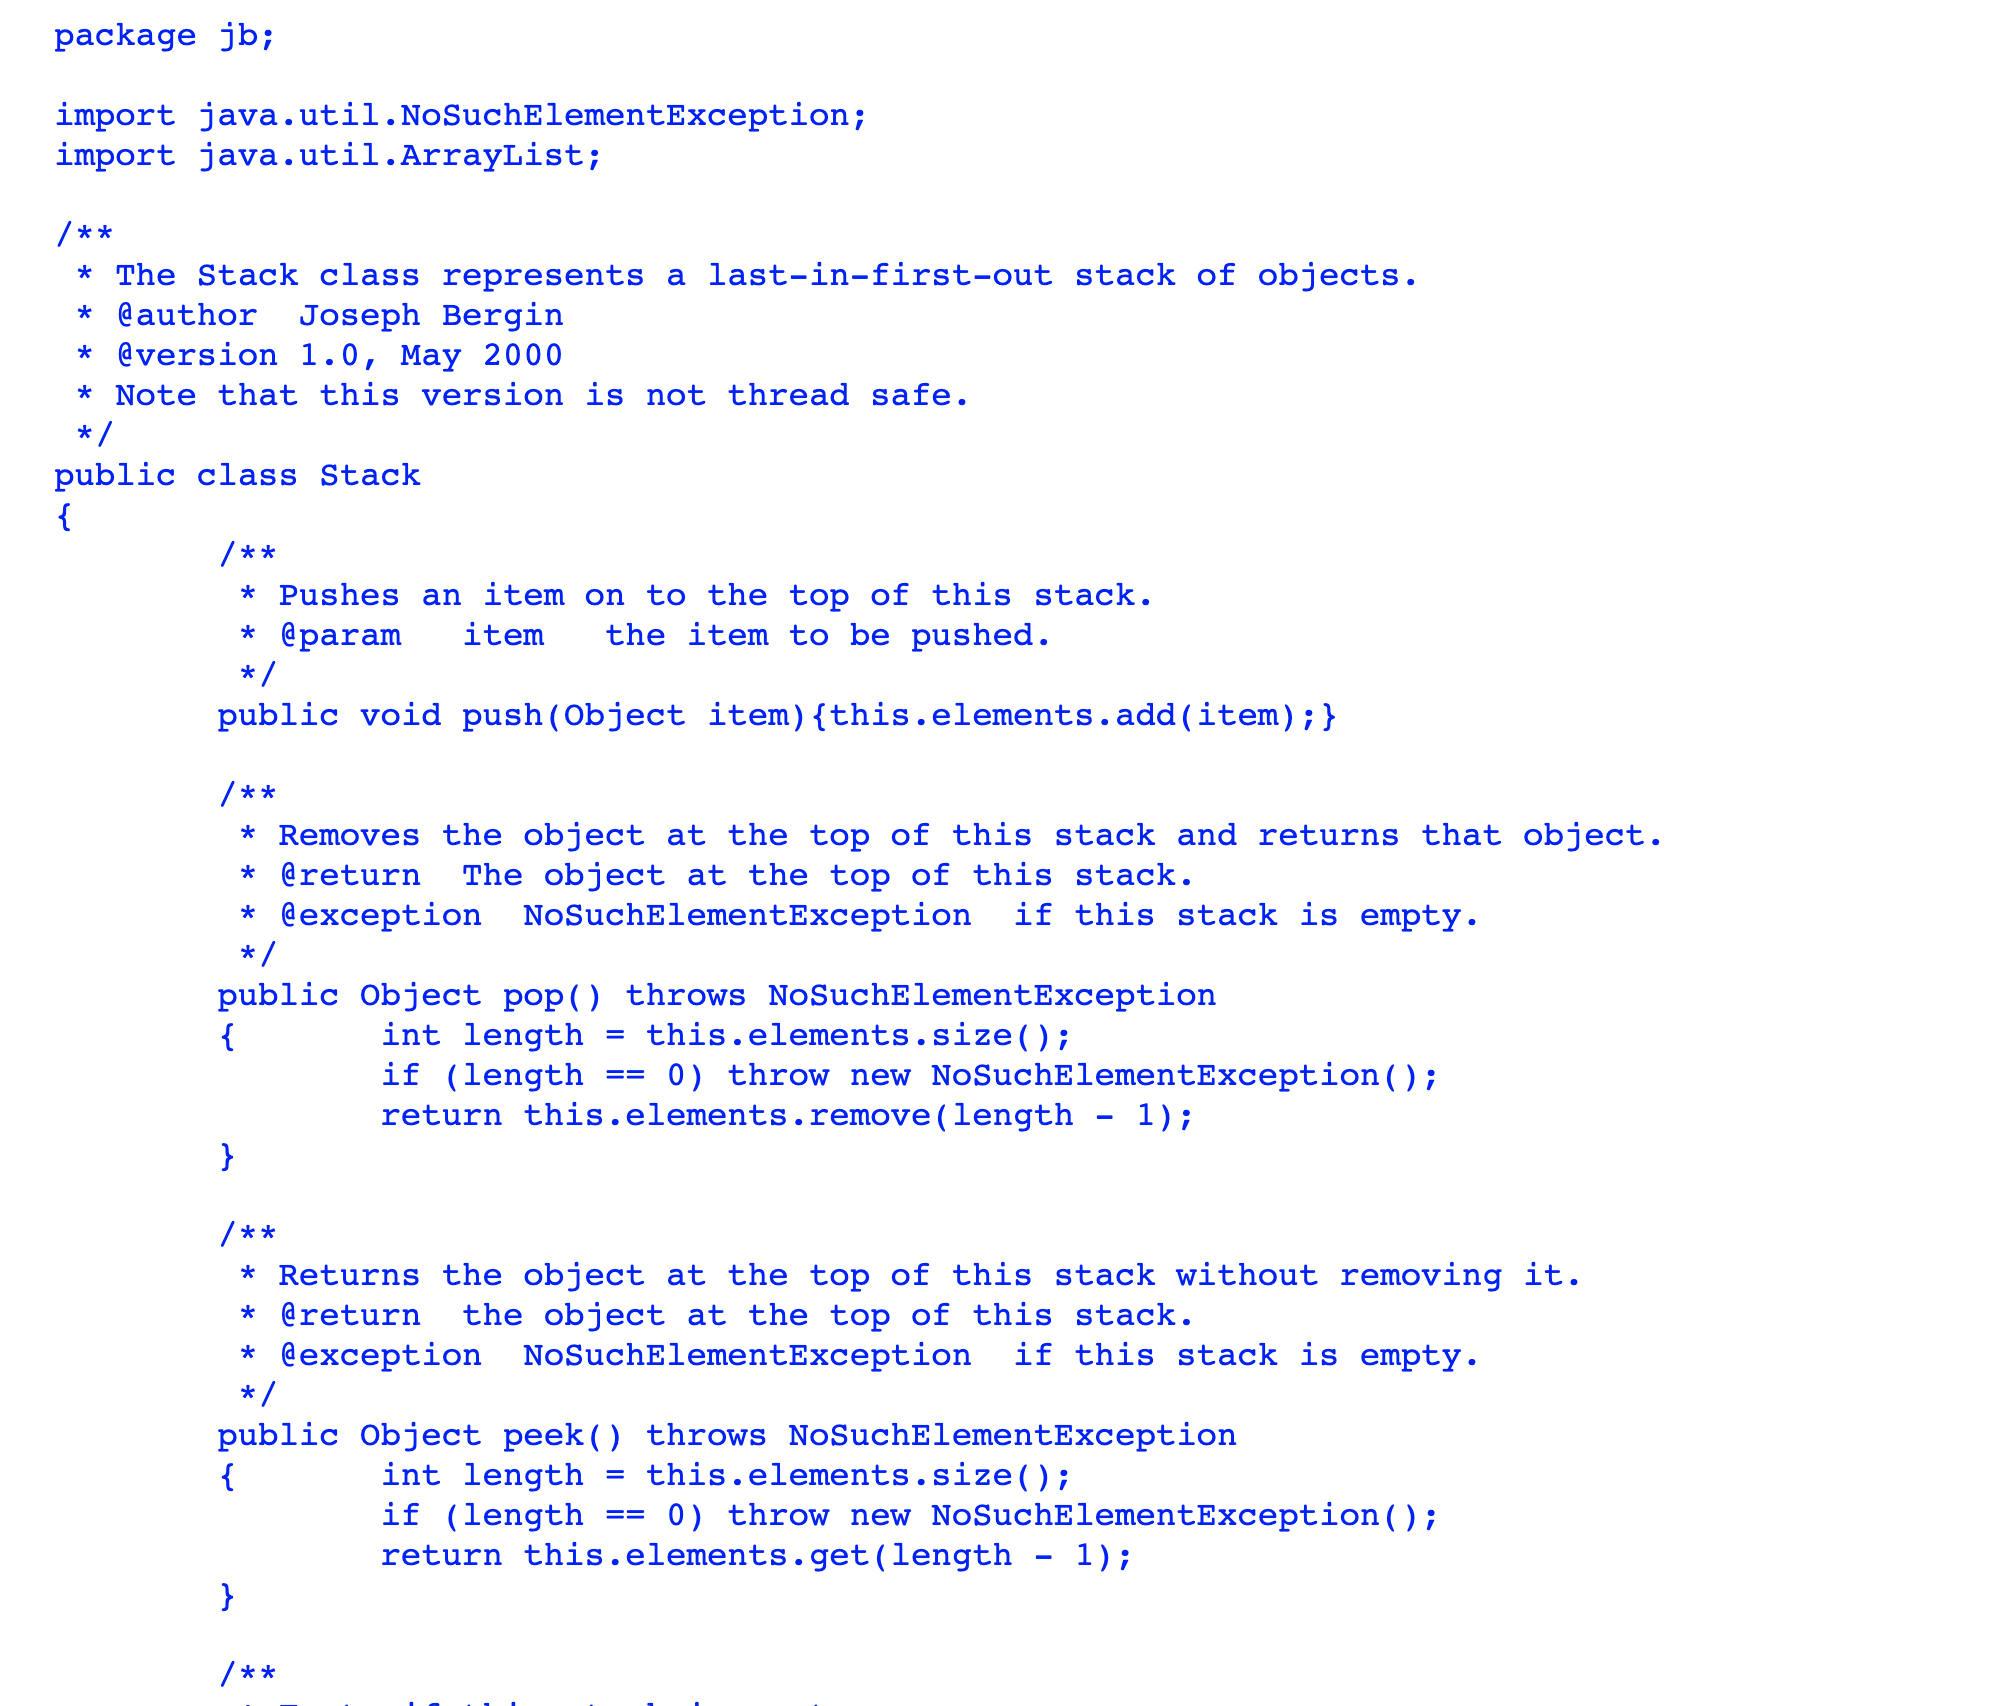 package jb;

import java.util.NoSuchElementException;
import java.util.ArrayList;

/**
 * The Stack class represents a last-in-first-out stack of objects.
 * @author  Joseph Bergin
 * @version 1.0, May 2000
 * Note that this version is not thread safe.
 */
public class Stack
{
        /**
         * Pushes an item on to the top of this stack.
         * @param   item   the item to be pushed.
         */
        public void push(Object item){this.elements.add(item);}

        /**
         * Removes the object at the top of this stack and returns that object.
         * @return  The object at the top of this stack.
         * @exception  NoSuchElementException  if this stack is empty.
         */
        public Object pop() throws NoSuchElementException
        {       int length = this.elements.size();
                if (length == 0) throw new NoSuchElementException();
                return this.elements.remove(length - 1);
        }

        /**
         * Returns the object at the top of this stack without removing it.
         * @return  the object at the top of this stack.
         * @exception  NoSuchElementException  if this stack is empty.
         */
        public Object peek() throws NoSuchElementException
        {       int length = this.elements.size();
                if (length == 0) throw new NoSuchElementException();
                return this.elements.get(length - 1);
        }

        /**